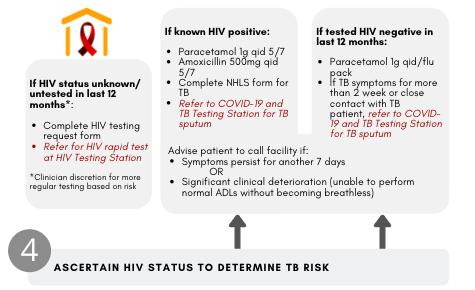 If HIV status unknown/
untested in last 12
months*:
• Complete HIV testing
request form
• Refer for HIV rapid test
at HIV Testing Station
*Clinician discretion for more
regular testing based on risk
If known HIV positive:
• Paracetamol 1g qid 5/7
• Amoxicillin 500mg qid
5/7
• Complete NHLS form for
TB
• Refer to COVID-19 and
TB Testing Station for TB
sputum
If tested HIV negative in
last 12 months:
• Paracetamol 1g qid/flu
pack
• If TB symptoms for more
than 2 week or close
contact with TB
patient, refer to COVID-
19 and TB Testing Station
for TB sputum
Advise patient to call facility if:
• Symptoms persist for another 7 days
OR
• Significant clinical deterioration (unable to perform
normal ADLs without becoming breathless)
4
ASCERTAIN HIV STATUS TO DETERMINE TB RISK